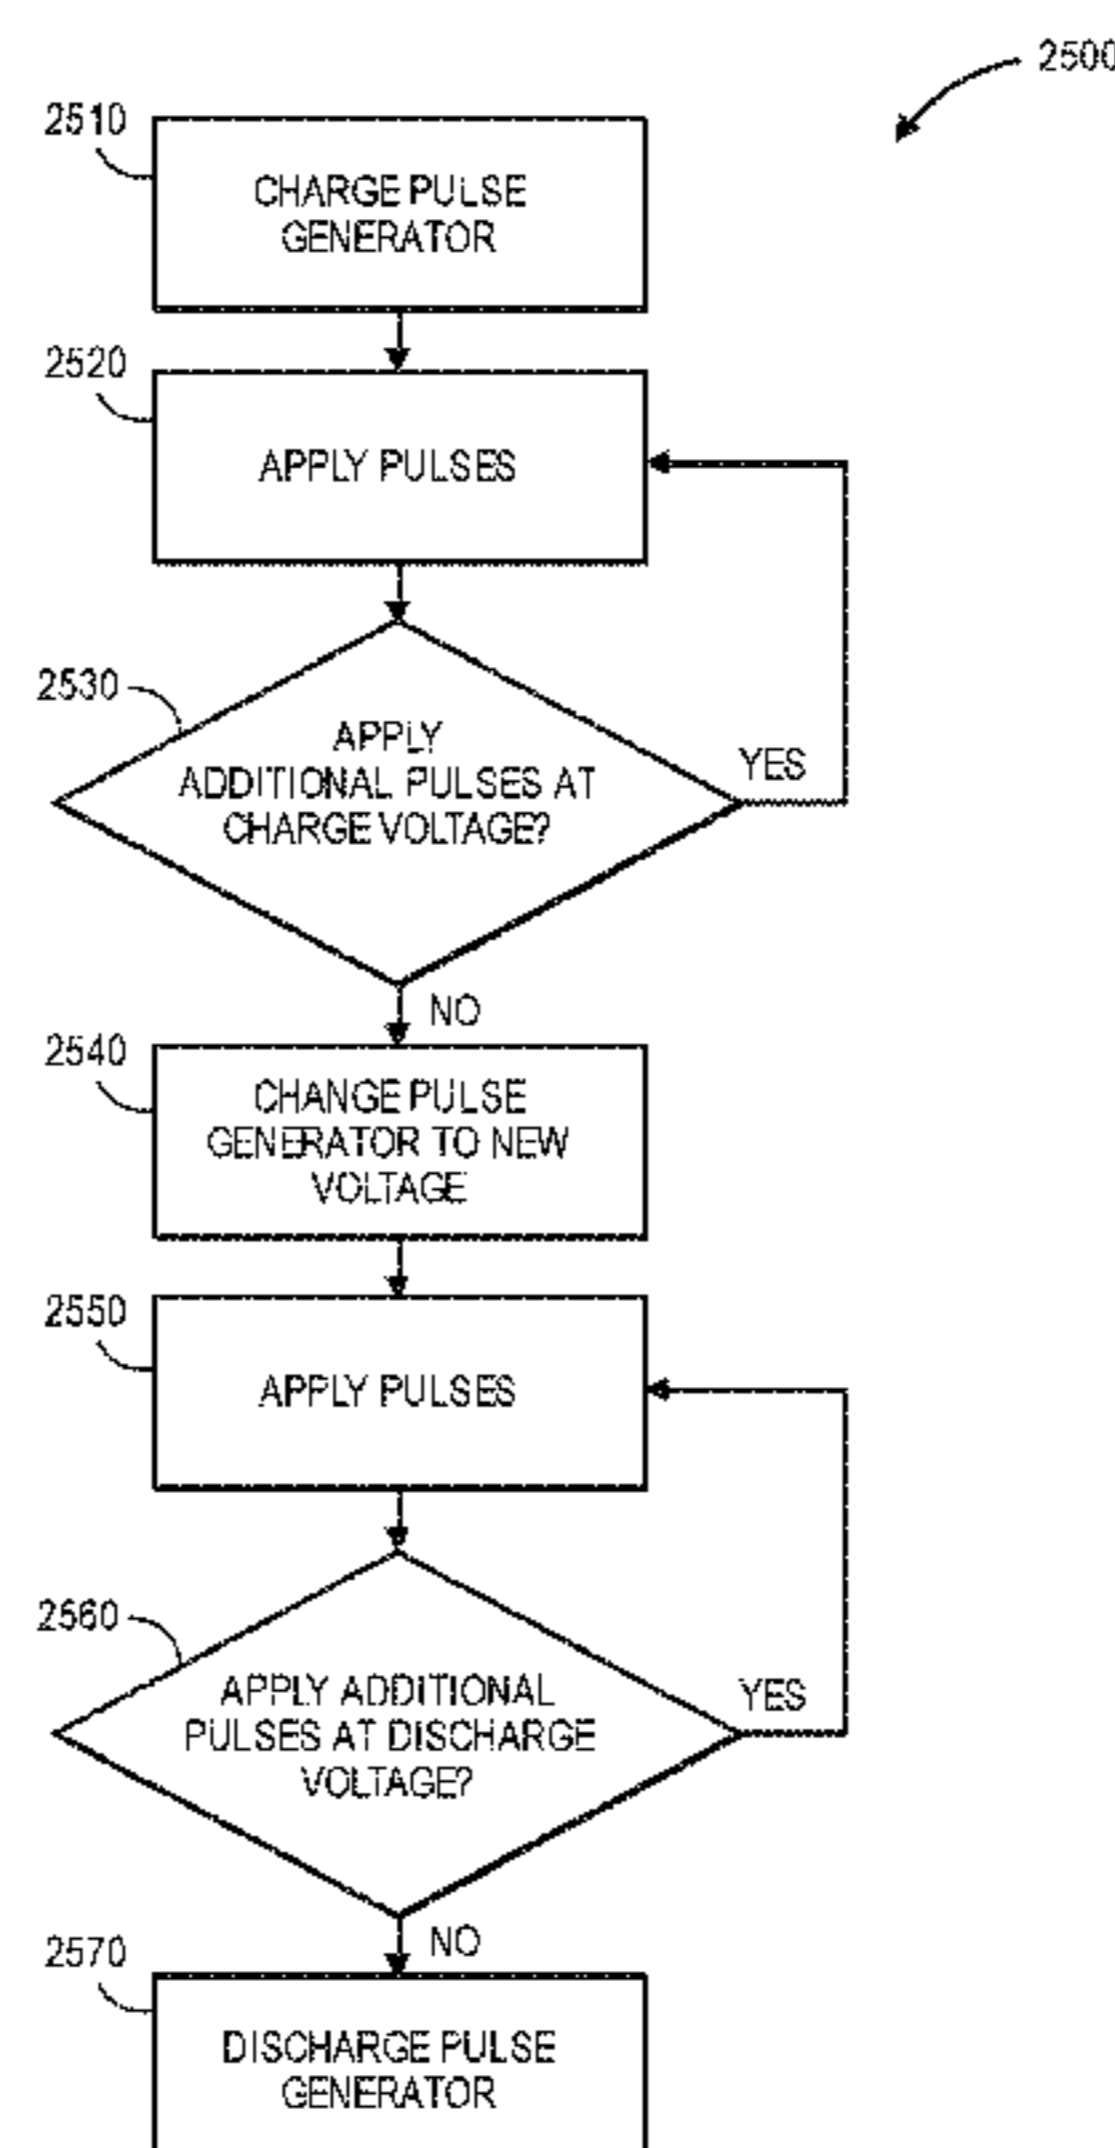 2500
2510
CHARGE PULSE
GENERATOR
2520
APPLY PULSES
2530
APPLY
ADDITIONAL PULSES AT
CHARGE VOLTAGE?
YES
NO
2540
CHANGE PULSE
GENERATOR TO NEW
VOLTAGE
2550
APPLY PULSES
2560
APPLY ADDITIONAL
PULSES AT DISCHARGE
VOLTAGE?
YES
NO
2570
DISCHARGE PULSE
GENERATOR